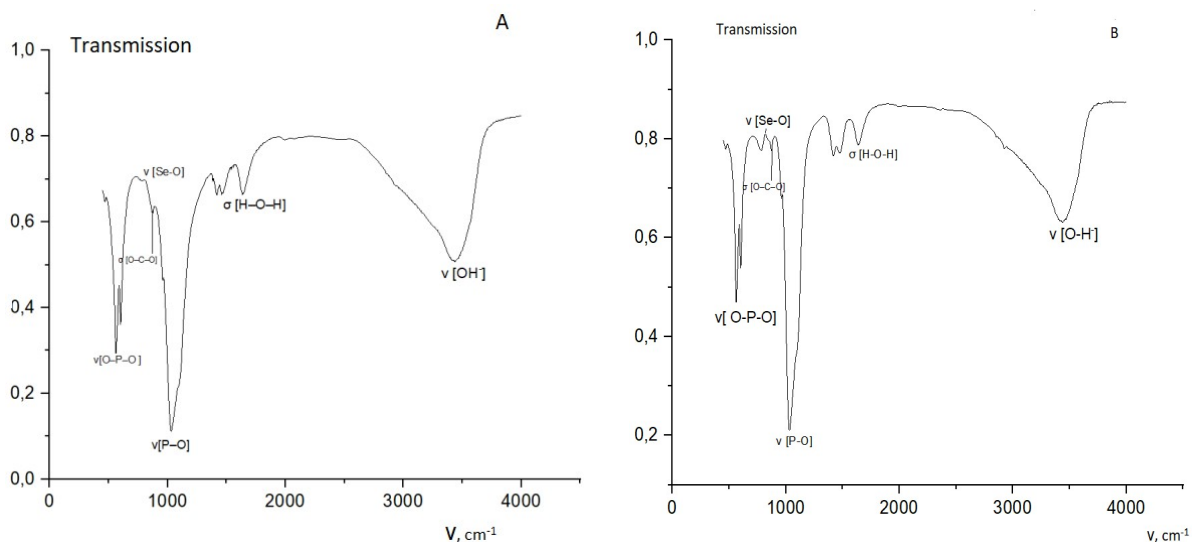 A
Transmission
1,0
0,8
ν [Se-O]
σ [H–O–H]
0,6
σ [O–C–O]
ν [OH⁻]
0,4
ν[O–P–O]
0,2
ν[P–O]
0,0
0
1000
2000
3000
4000
V, cm⁻¹
Transmission
B
1,0
0,8
ν [Se-O]
σ [H-O-H]
σ [O–C–O]
0,6
ν [O-H⁻]
ν[ O-P-O]
0,4
0,2
ν [P-O]
0
1000
2000
3000
4000
V, cm⁻¹